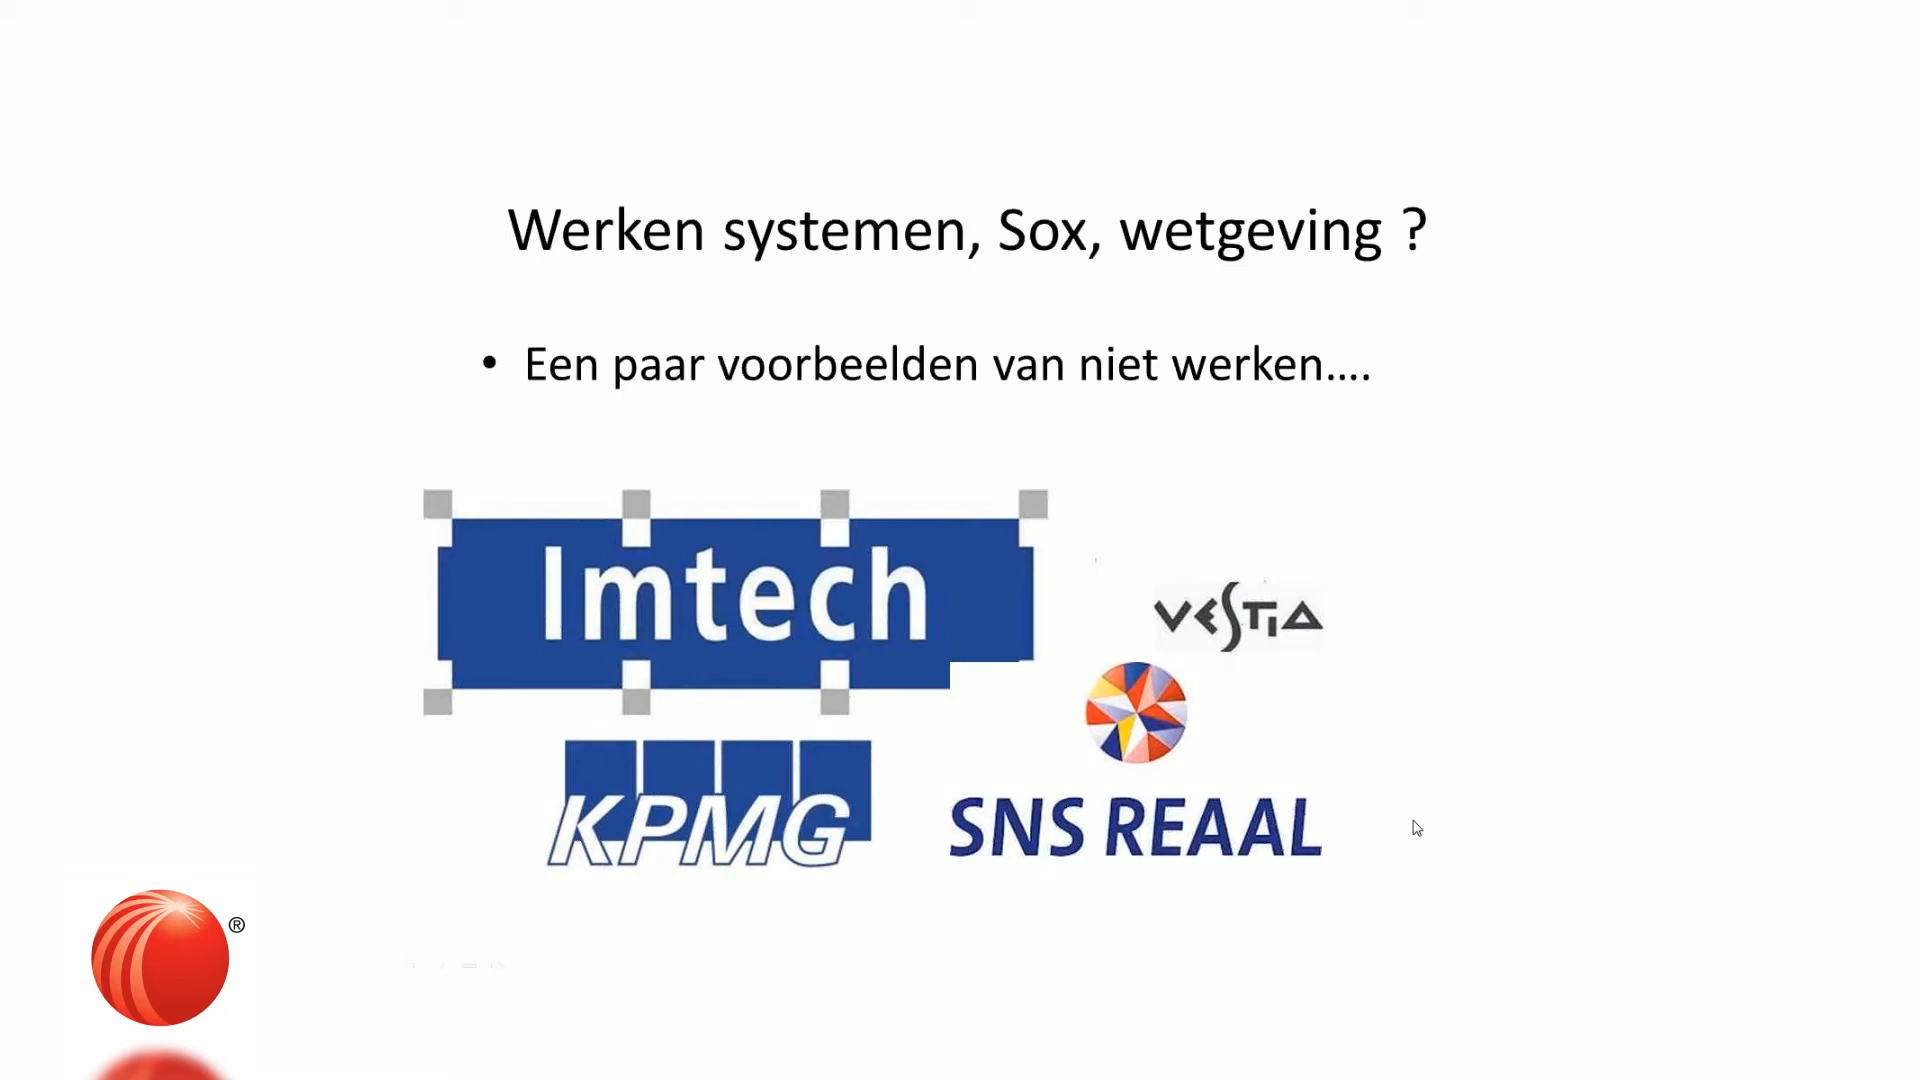 Werken systemen, Sox, wetgeving ?
• Een paar voorbeelden van niet werken....
Imtech
VESTIA
KPMG
SNS REAAL
®